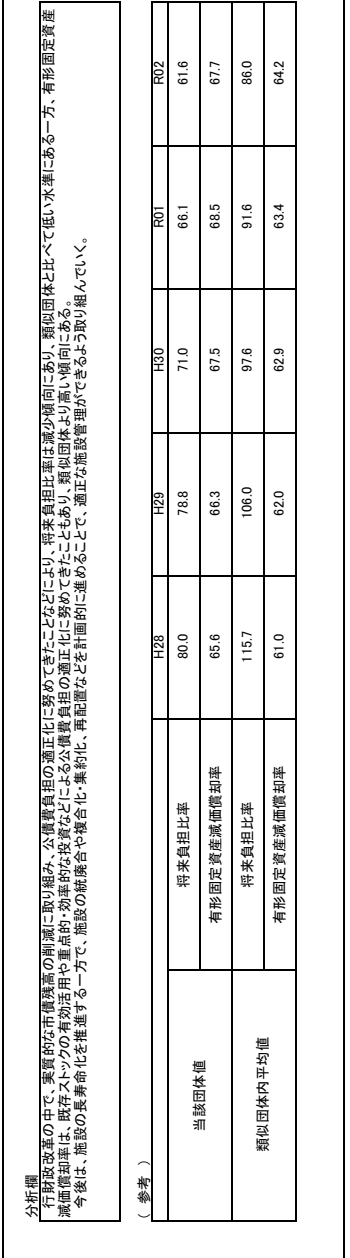 分析欄
行財政改革の中で、実質的な市債残高の削減に取り組み、公債費負担の適正化に努めてきたことなどにより、将来負担比率は減少傾向にあり、類似団体と比べて低い水準にある一方、有形固定資産
減価償却率は、既存ストックの有効活用や重点的・効率的な投資などによる公債費負担の適正化に努めてきたこともあり、類似団体より高い傾向にある。
今後は、施設の長寿命化を推進する一方で、施設の統廃合や複合化・集約化、再配置などを計画的に進めることで、適正な施設管理ができるよう取り組んでいく。
（ 参考 ）
H28 H29 H30 R01 R02
当該団体値 将来負担比率 80.0 78.8 71.0 66.1 61.6
有形固定資産減価償却率 65.6 66.3 67.5 68.5 67.7
類似団体内平均値 将来負担比率 115.7 106.0 97.6 91.6 86.0
有形固定資産減価償却率 61.0 62.0 62.9 63.4 64.2